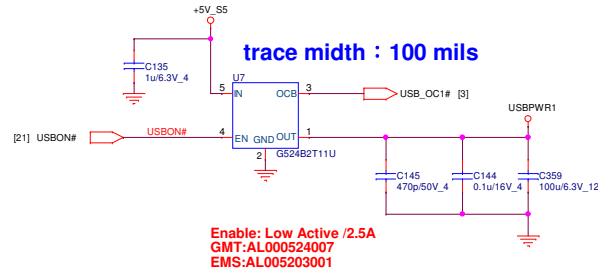 +5V_S5
trace midth：100 mils
C135
1u/6.3V_4
U7
5 IN OCB 3 USB_OC1# [3]
USBPWR1
[21] USBON# USBON# 4 EN GND OUT 1
2 G524B2T11U
C145
470p/50V_4
C144
0.1u/16V_4
C359
100u/6.3V_12
Enable: Low Active /2.5A
GMT:AL000524007
EMS:AL005203001